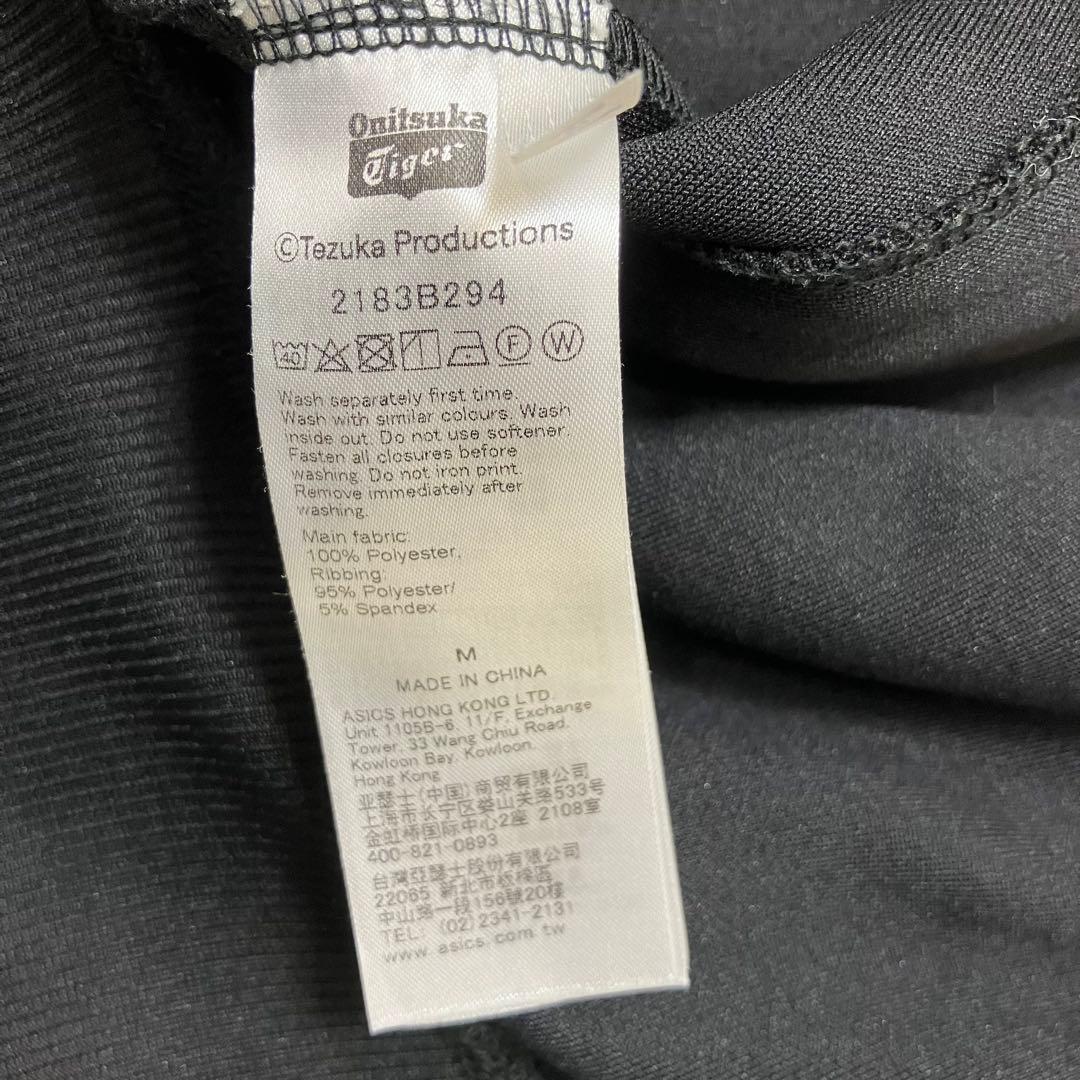 Onitsuka
Tiger
©Tezuka Productions
2183B294
40 F W
Wash separately first time.
Wash with similar colours. Wash
inside out. Do not use softener.
Fasten all closures before
washing. Do not iron print.
Remove immediately after
washing.
Main fabric:
100% Polyester.
Ribbing:
95% Polyester/
5% Spandex
M
MADE IN CHINA
ASICS HONG KONG LTD.
Unit 1105B-6, 11/F, Exchange
Tower, 33 Wang Chiu Road,
Kowloon Bay, Kowloon,
Hong Kong
亚瑟士(中国)商贸有限公司
上海市长宁区娄山关路533号
金虹桥国际中心2座 2108室
400-821-0893
台灣亞瑟士股份有限公司
22065 新北市板橋區
中山路一段156號20樓
TEL: (02)2341-2131
www.asics.com.tw